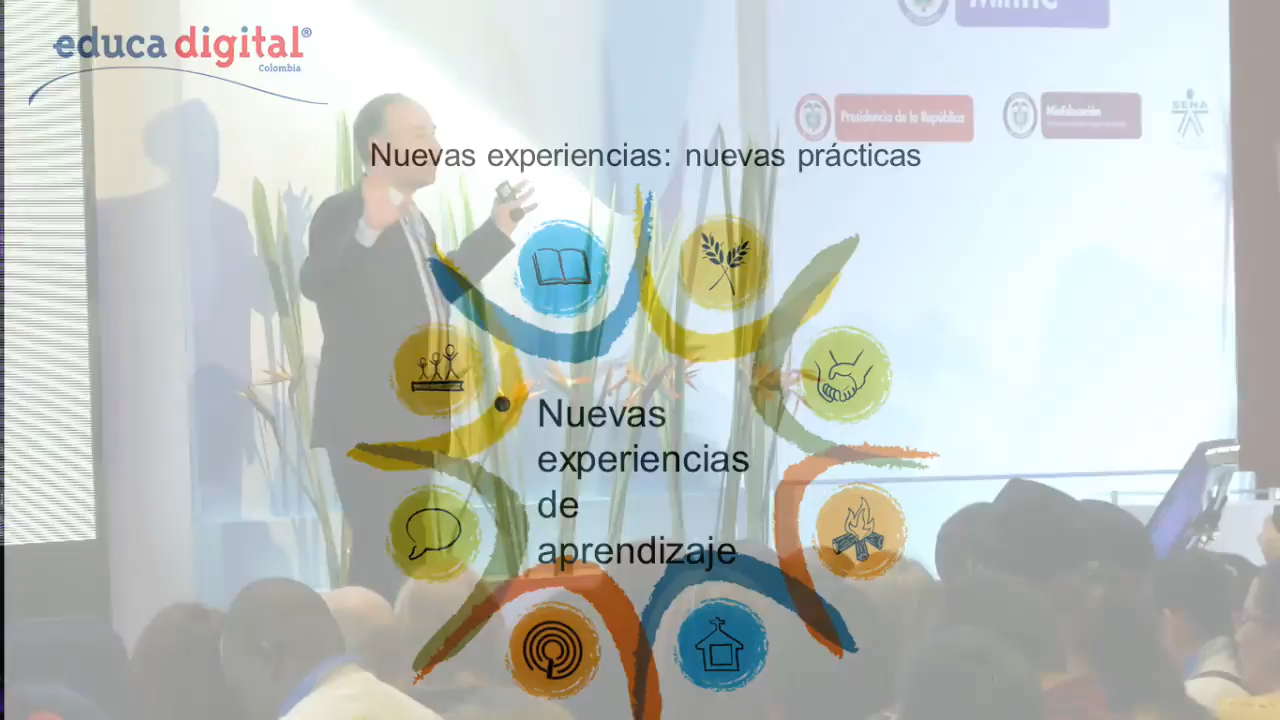 educa digital®
Colombia
Presidencia de la República
MinEducación
SENA
Nuevas experiencias: nuevas prácticas
Nuevas
experiencias
de
aprendizaje